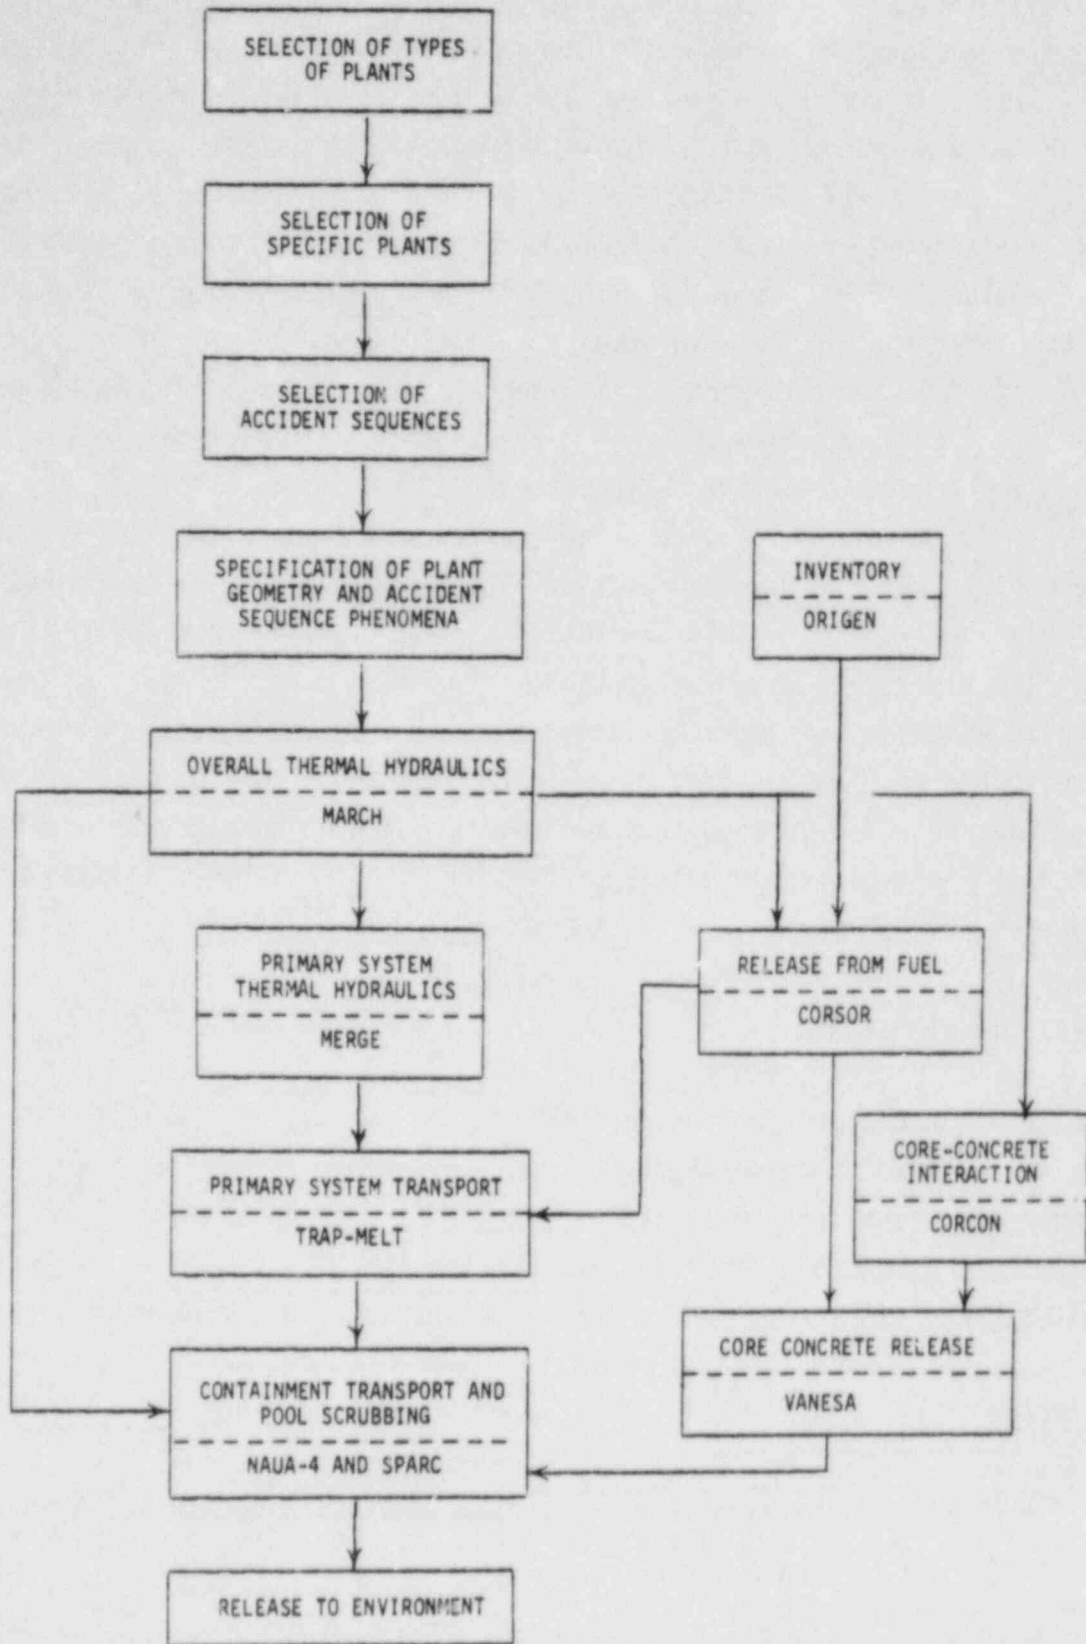 SELECTION OF TYPES
OF PLANTS
SELECTION OF
SPECIFIC PLANTS
SELECTION OF
ACCIDENT SEQUENCES
SPECIFICATION OF PLANT
GEOMETRY AND ACCIDENT
SEQUENCE PHENOMENA
INVENTORY
ORIGEN
OVERALL THERMAL HYDRAULICS
MARCH
PRIMARY SYSTEM
THERMAL HYDRAULICS
MERGE
RELEASE FROM FUEL
CORSOR
PRIMARY SYSTEM TRANSPORT
TRAP-MELT
CORE-CONCRETE
INTERACTION
CORCON
CONTAINMENT TRANSPORT AND
POOL SCRUBBING
NAUA-4 AND SPARC
CORE CONCRETE RELEASE
VANESA
RELEASE TO ENVIRONMENT